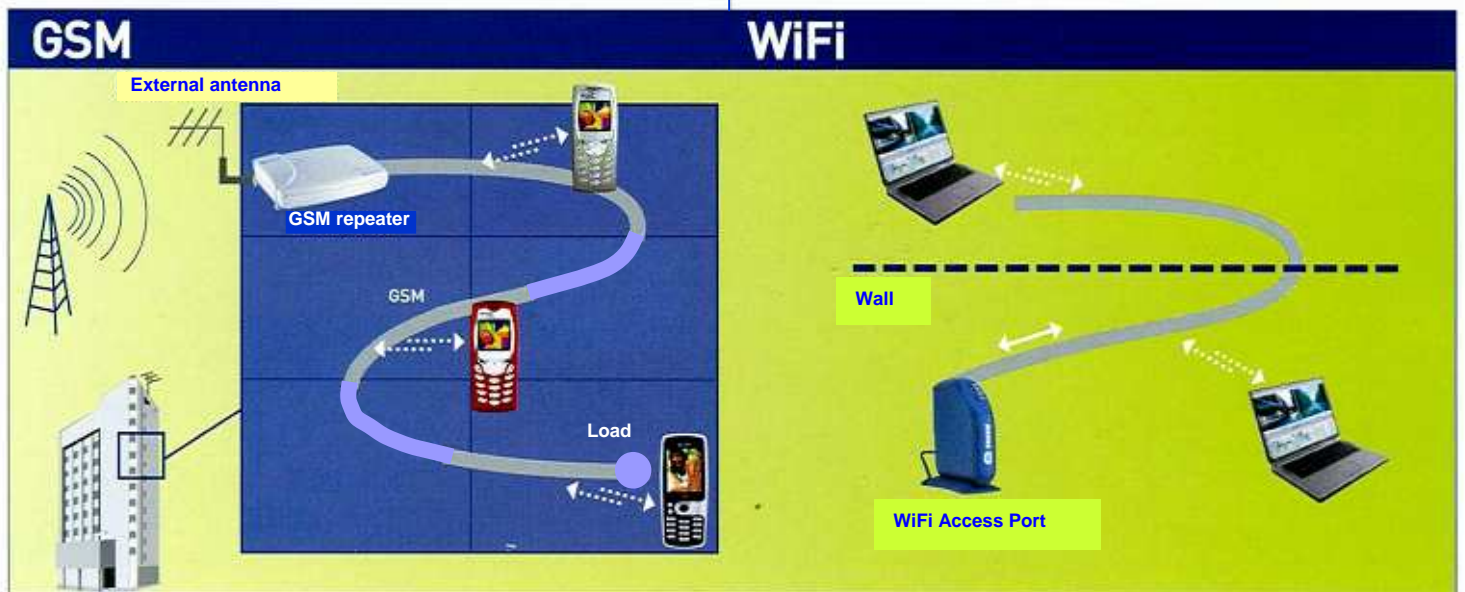 GSM
WiFi
External antenna
GSM repeater
GSM
Load
Wall
WiFi Access Port